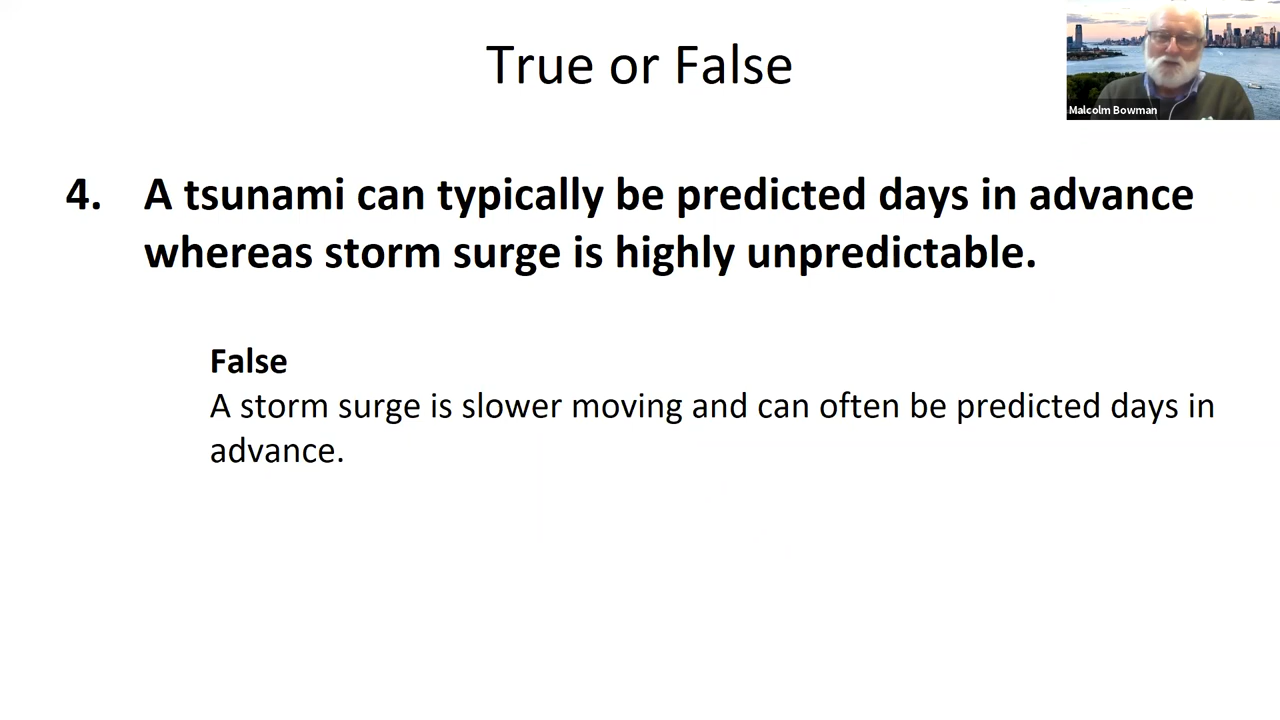 True or False
Malcolm Bowman
4. A tsunami can typically be predicted days in advance
whereas storm surge is highly unpredictable.
False
A storm surge is slower moving and can often be predicted days in
advance.